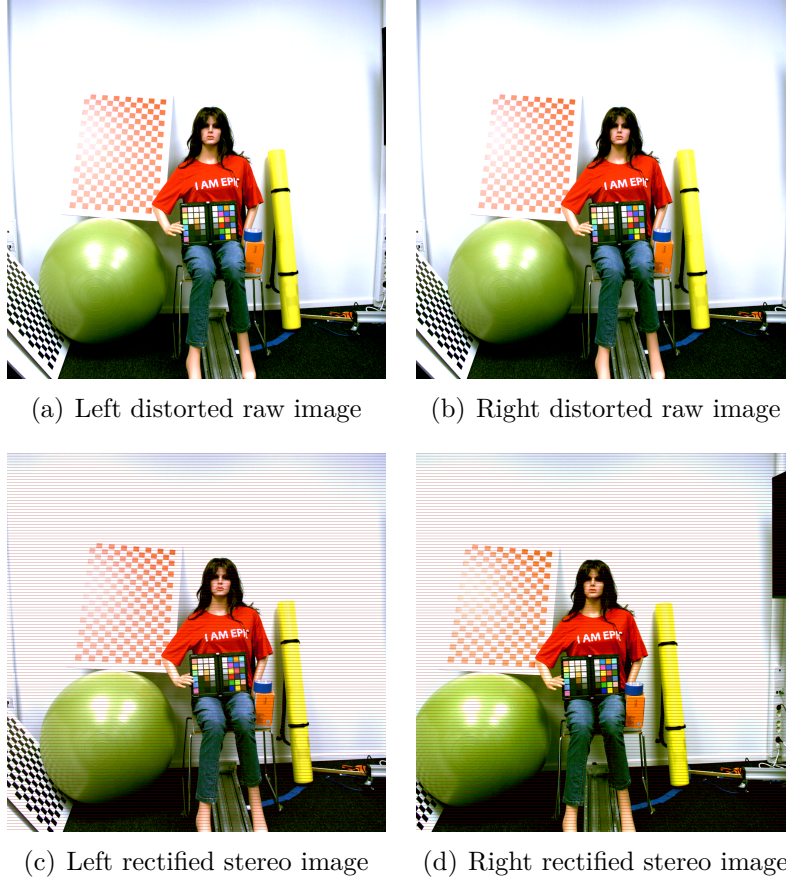 I AM EPIC
I AM EPIC
(a) Left distorted raw image
(b) Right distorted raw image
I AM EPIC
I AM EPIC
(c) Left rectified stereo image
(d) Right rectified stereo image